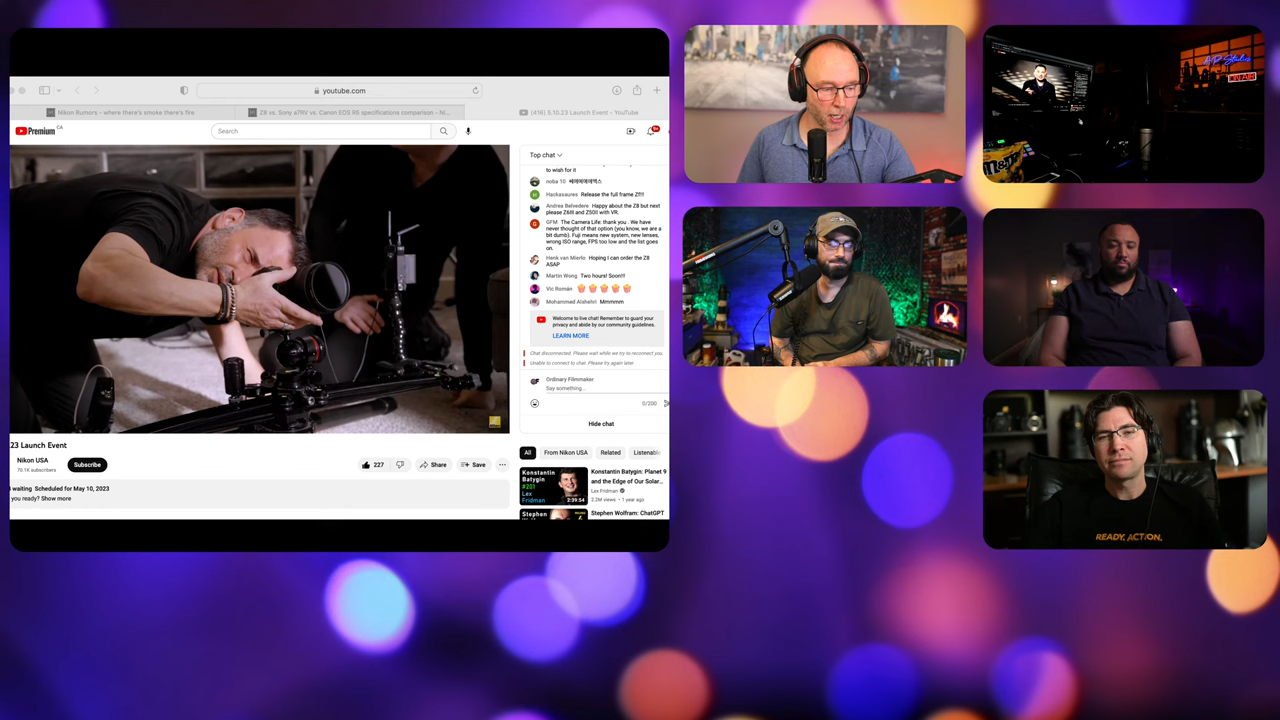 youtube.com
Nikon Rumors - where there's smoke there's fire
Z8 vs. Sony a7RIV vs. Canon EOS R5 specifications comparison - Ni...
(416) 5.10.23 Launch Event - YouTube
Premium
CA
Search
9+
Top chat
to wish for it
noba 10
Hackasaures Release the full frame Zf!!!
Andrea Belvedere Happy about the Z8 but next
please Z6III and Z50II with VR.
GFM The Camera Life: thank you . We have
never thought of that option (you know, we are a
bit dumb). Fuji means new system, new lenses,
wrong ISO range, FPS too low and the list goes
on.
Henk van Mierlo Hoping I can order the Z8
ASAP
Martin Wong Two hours! Soon!!!
Vic Román 🍿🍿🍿🍿🍿
Mohammed Alshehri Mmmmm
Welcome to live chat! Remember to guard your
privacy and abide by our community guidelines.
LEARN MORE
Chat disconnected. Please wait while we try to reconnect you.
Unable to connect to chat. Please try again later.
Ordinary Filmmaker
Say something...
0/200
Hide chat
23 Launch Event
Nikon USA
70.1K subscribers
Subscribe
227
Share
Save
waiting Scheduled for May 10, 2023
you ready? Show more
All
From Nikon USA
Related
Listenable
Konstantin
Batygin
#201
Lex
Fridman
2:39:54
Konstantin Batygin: Planet 9
and the Edge of Our Solar...
Lex Fridman
2.2M views • 1 year ago
Stephen
Stephen Wolfram: ChatGPT
ON AIR
M&M's
READY, ACTION.